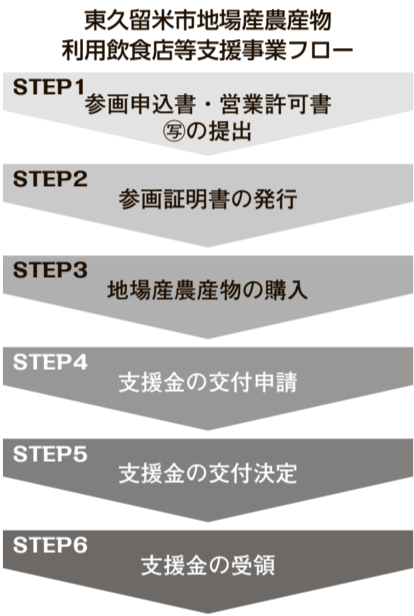 東久留米市地場産農産物
利用飲食店等支援事業フロー
STEP1
参画申込書・営業許可書
㊢の提出
STEP2
参画証明書の発行
STEP3
地場産農産物の購入
STEP4
支援金の交付申請
STEP5
支援金の交付決定
STEP6
支援金の受領